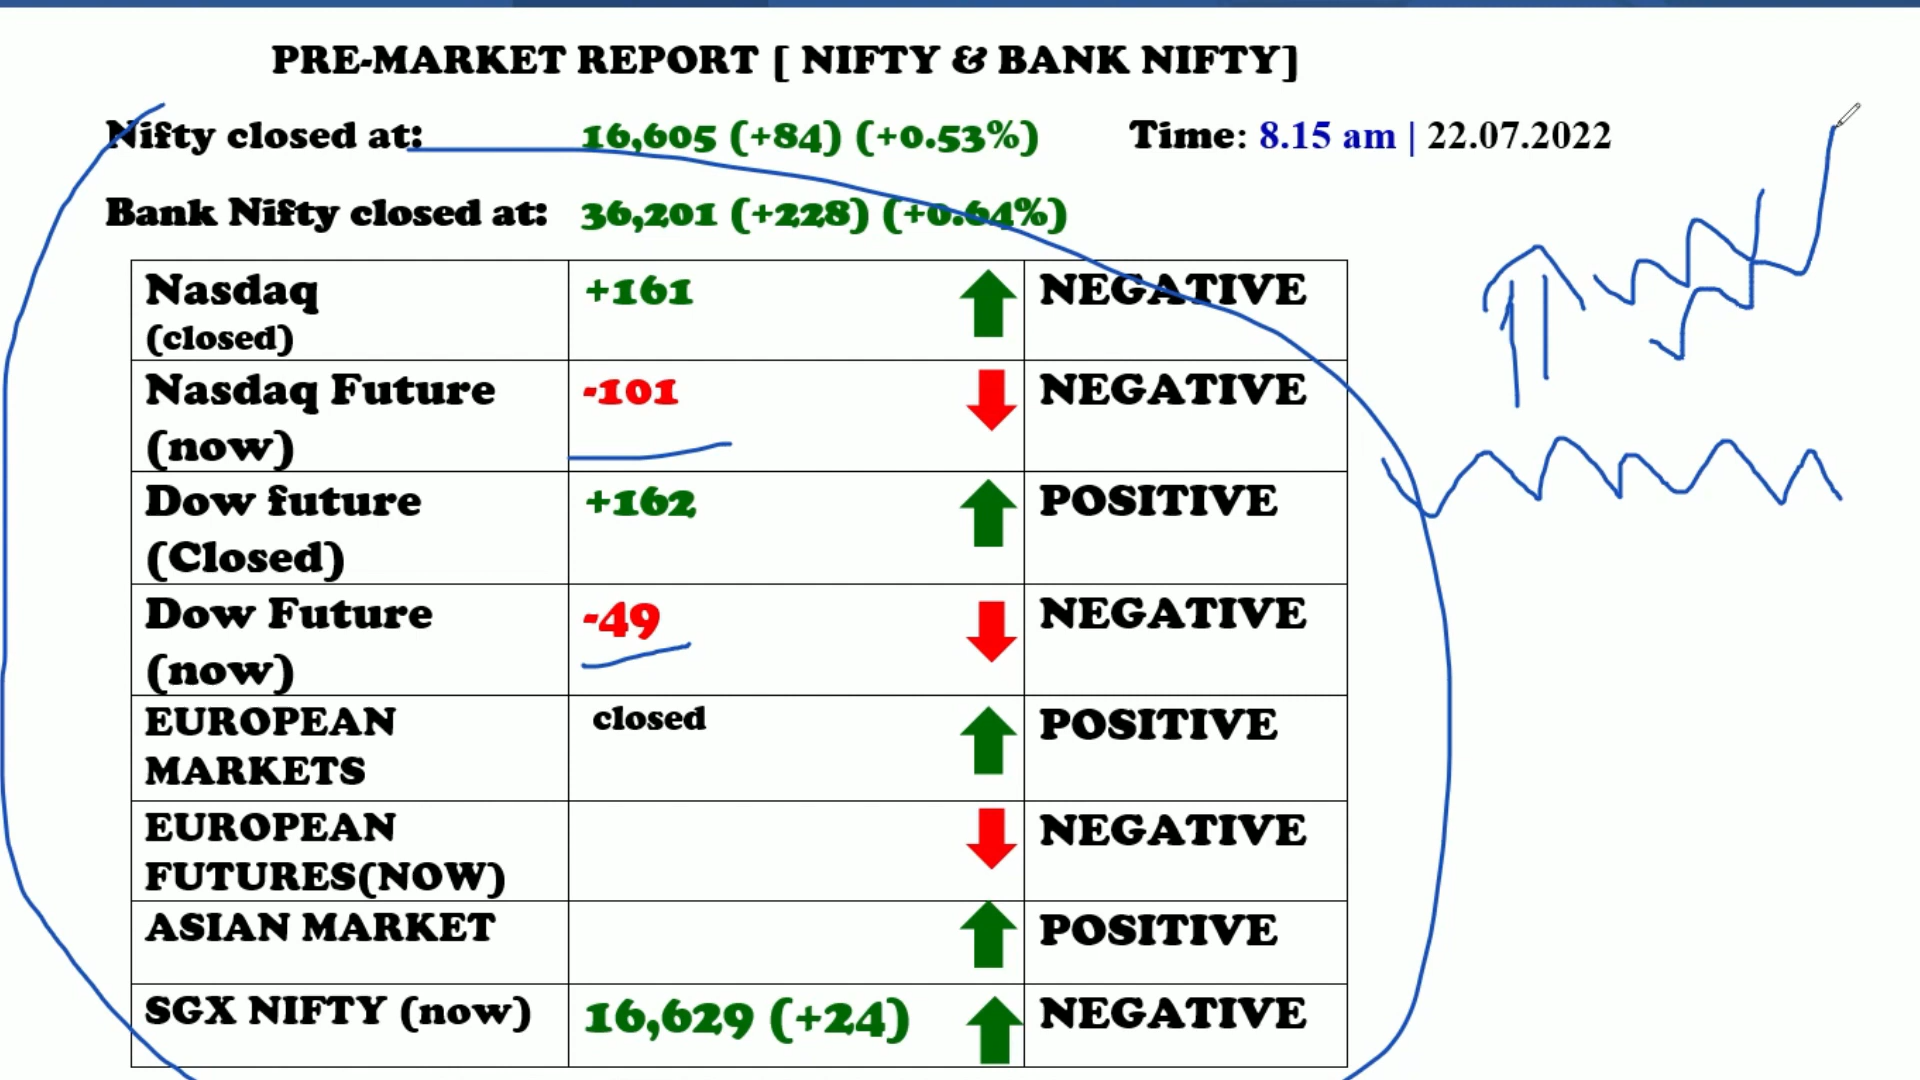 PRE-MARKET REPORT [ NIFTY & BANK NIFTY]
Nifty closed at: 16,605 (+84) (+0.53%) Time: 8.15 am | 22.07.2022
Bank Nifty closed at: 36,201 (+228) (+0.64%)
Nasdaq +161 NEGATIVE
(closed)
Nasdaq Future -101 NEGATIVE
(now)
Dow future +162 POSITIVE
(Closed)
Dow Future -49 NEGATIVE
(now)
EUROPEAN closed POSITIVE
MARKETS
EUROPEAN NEGATIVE
FUTURES(NOW)
ASIAN MARKET POSITIVE
SGX NIFTY (now) 16,629 (+24) NEGATIVE